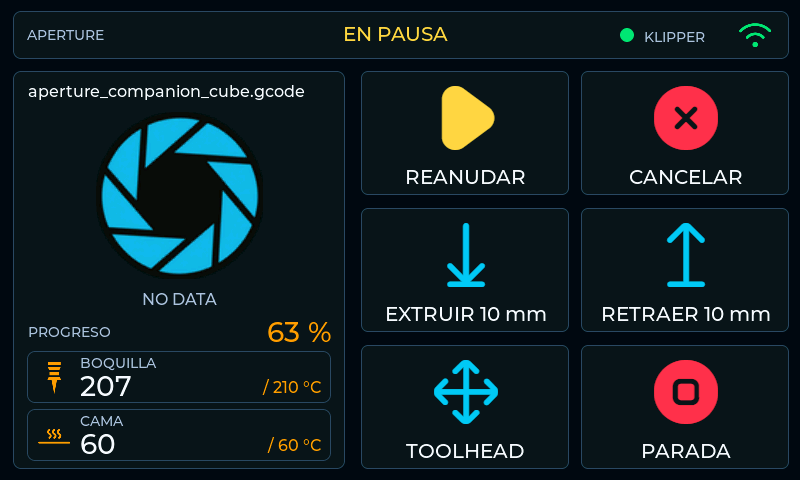 APERTURE
EN PAUSA
KLIPPER
aperture_companion_cube.gcode
NO DATA
PROGRESO
63 %
BOQUILLA
207
/ 210 °C
CAMA
60
/ 60 °C
REANUDAR
CANCELAR
EXTRUIR 10 mm
RETRAER 10 mm
TOOLHEAD
PARADA